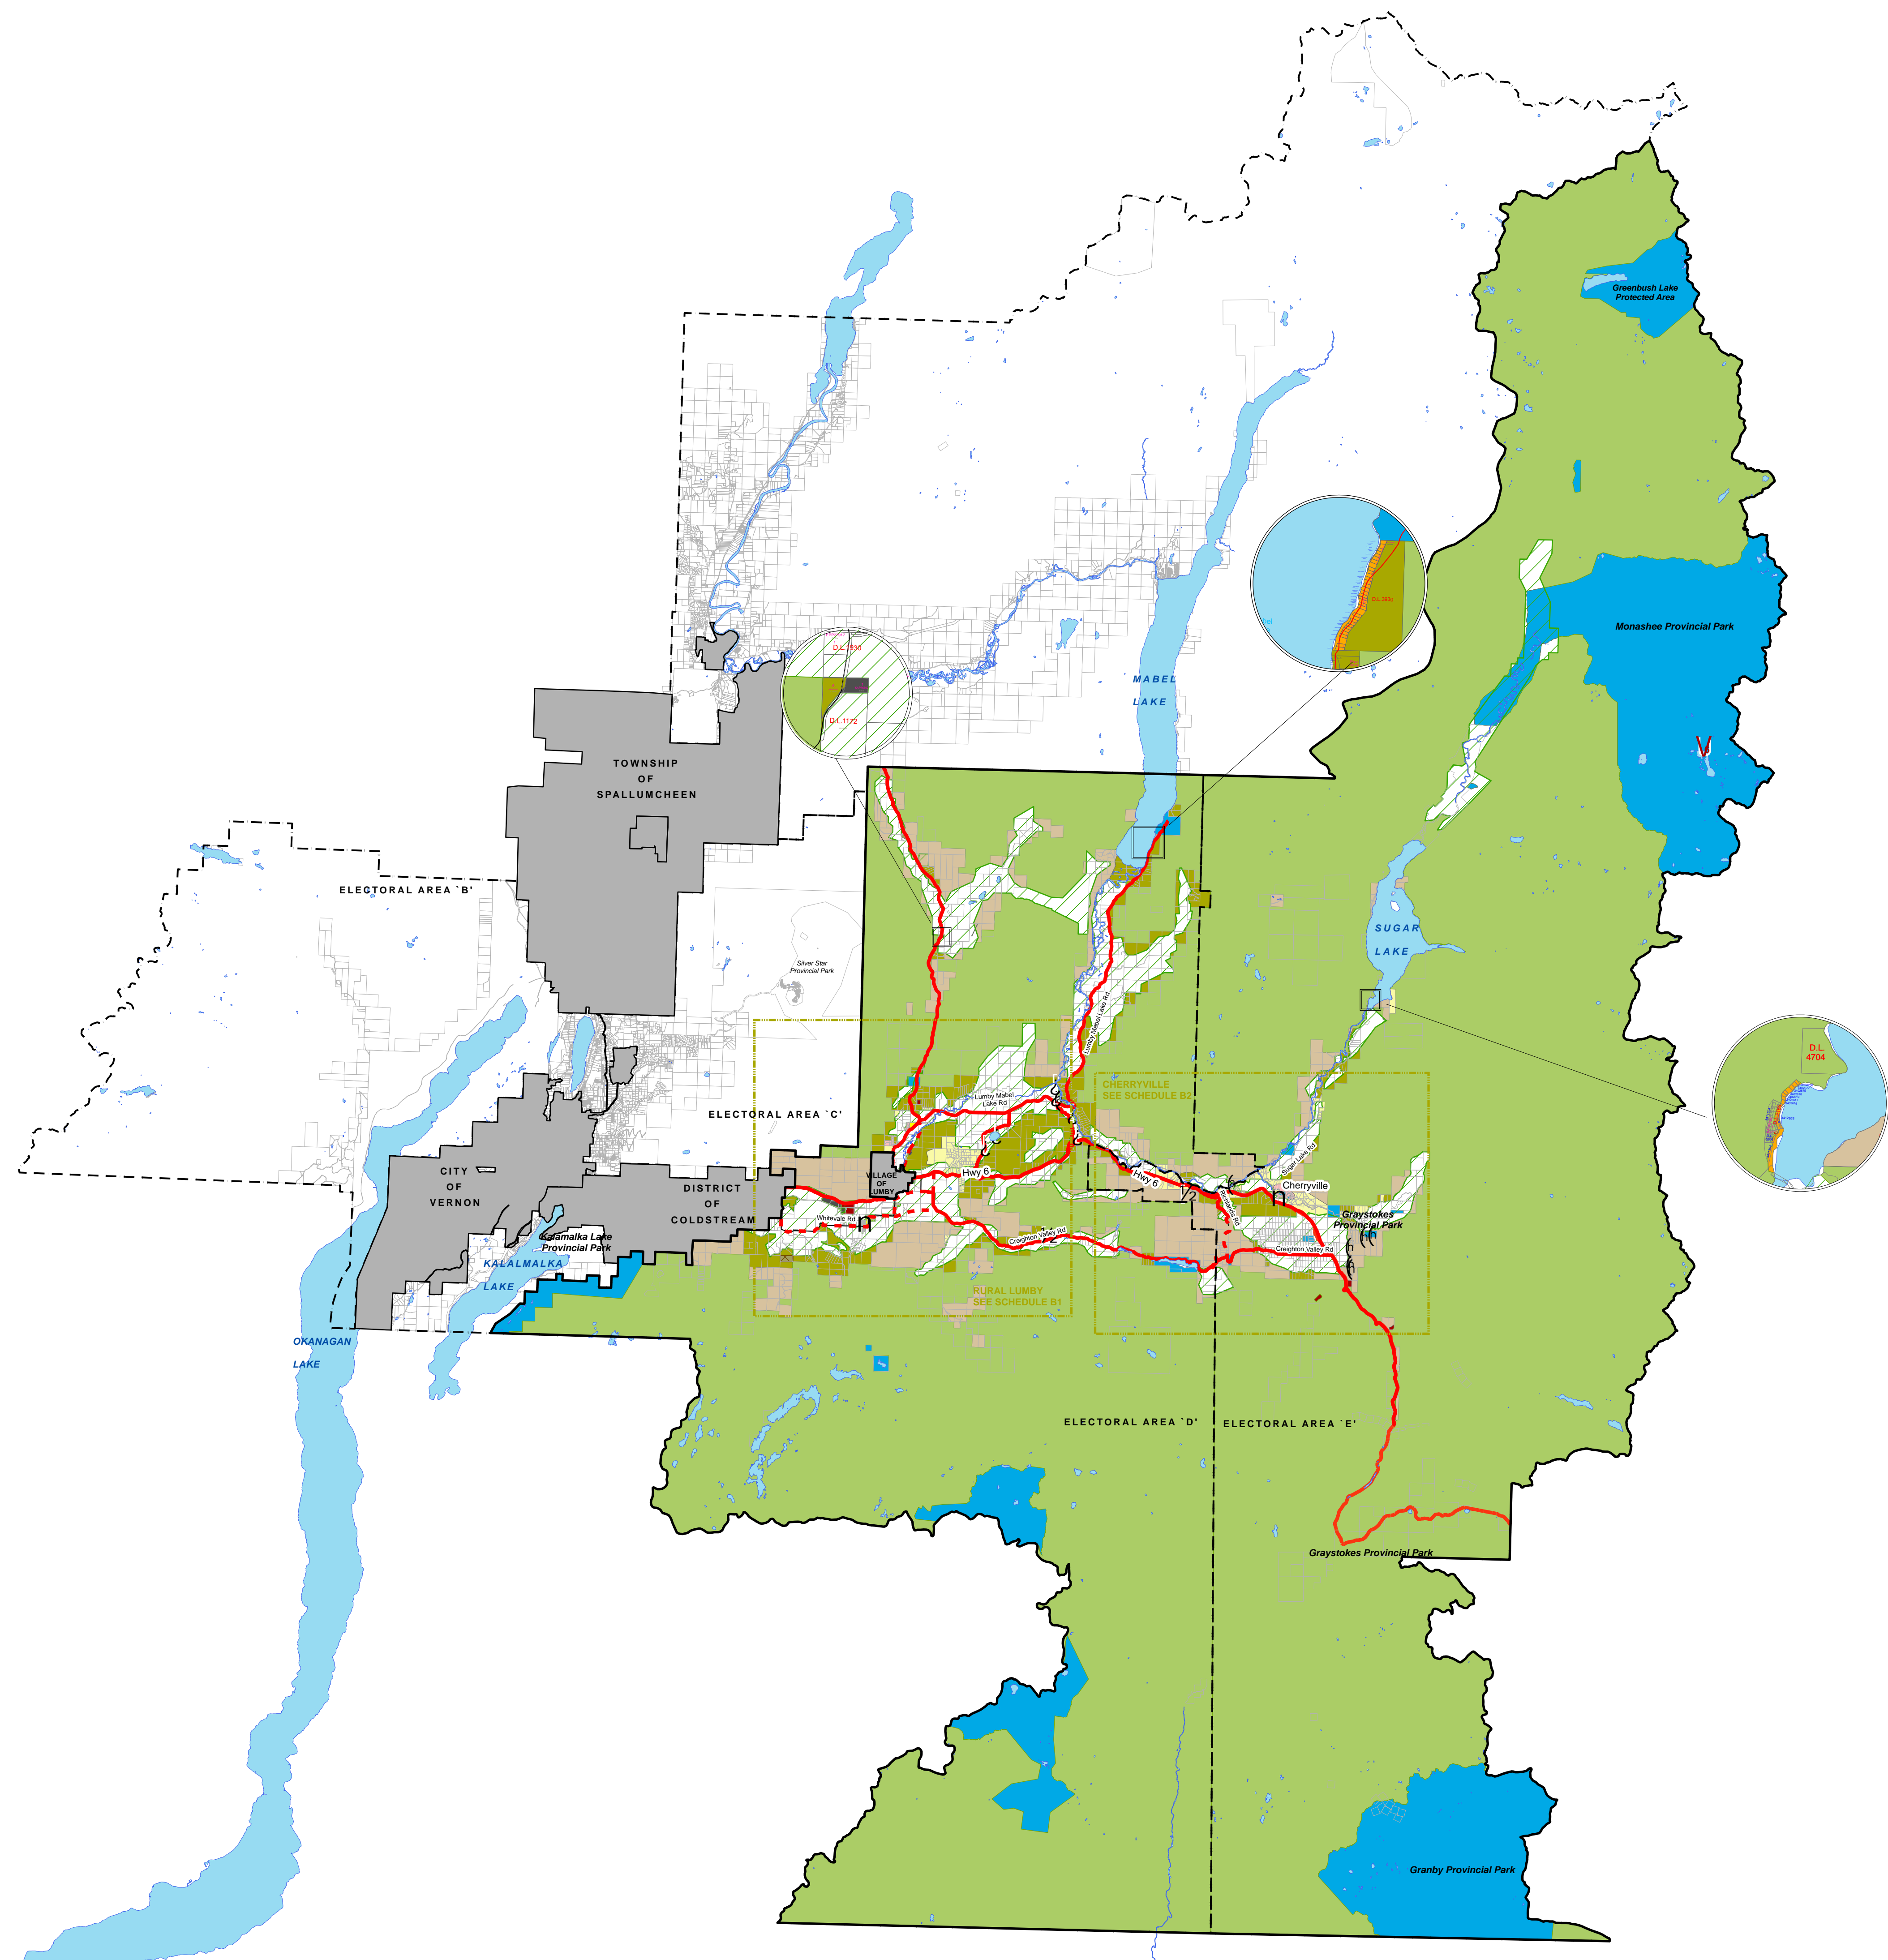 Greenbush Lake
Protected Area
Monashee Provincial Park
D.L.3896
D.L.1930
D.L.1172
MABEL
LAKE
TOWNSHIP
OF
SPALLUMCHEEN
ELECTORAL AREA `B'
SUGAR
LAKE
Silver Star
Provincial Park
Lumby Mabel Lake Rd
D.L.
4704
CHERRYVILLE
SEE SCHEDULE B2
Lumby Mabel
Lake Rd
ELECTORAL AREA `C'
Sugar Lake Rd
CITY
OF
VERNON
DISTRICT
OF
COLDSTREAM
VILLAGE
OF
LUMBY
Hwy 6
Hwy 6
Cherryville
Whitevale Rd
Graystokes
Provincial Park
Creighton Valley Rd
Creighton Valley Rd
Kalamalka Lake
Provincial Park
KALALMALKA
LAKE
RURAL LUMBY
SEE SCHEDULE B1
OKANAGAN
LAKE
ELECTORAL AREA `D'
ELECTORAL AREA `E'
Graystokes Provincial Park
Granby Provincial Park